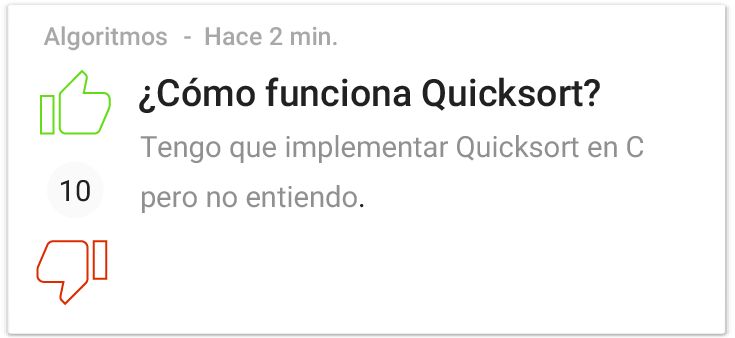 Algoritmos - Hace 2 min.
¿Cómo funciona Quicksort?
Tengo que implementar Quicksort en C
pero no entiendo.
10